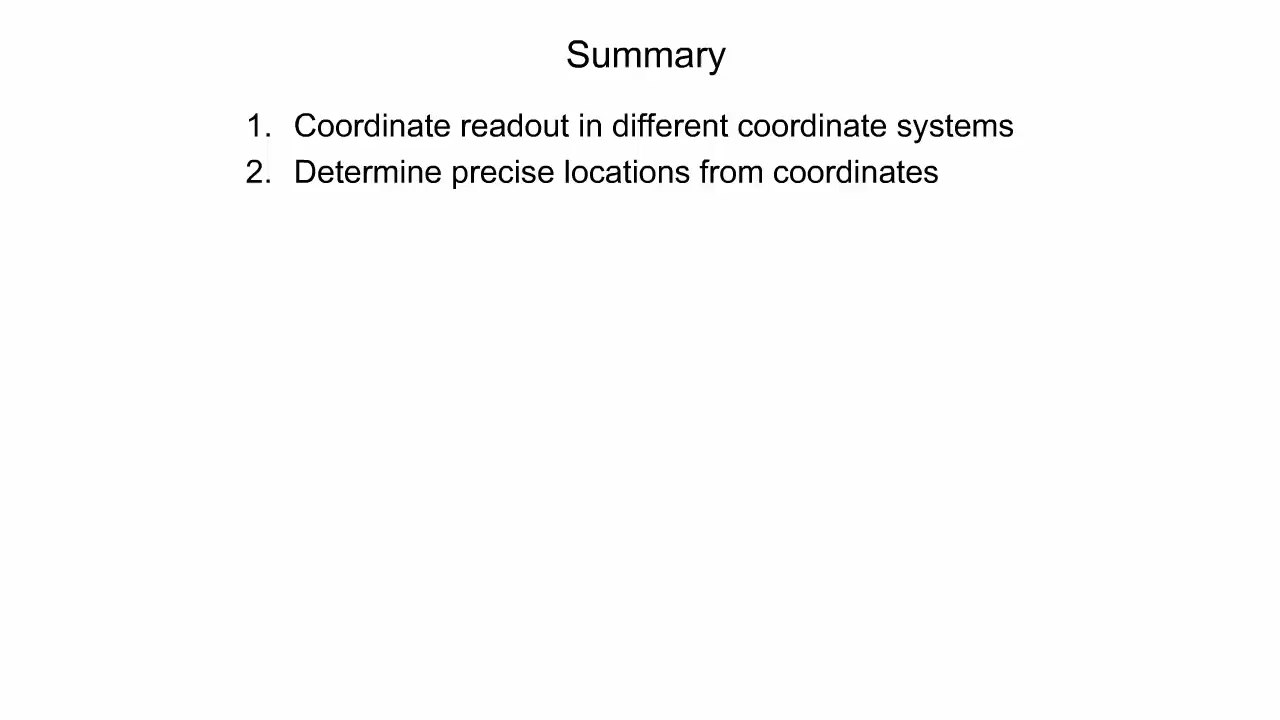 Summary
1. Coordinate readout in different coordinate systems
2. Determine precise locations from coordinates